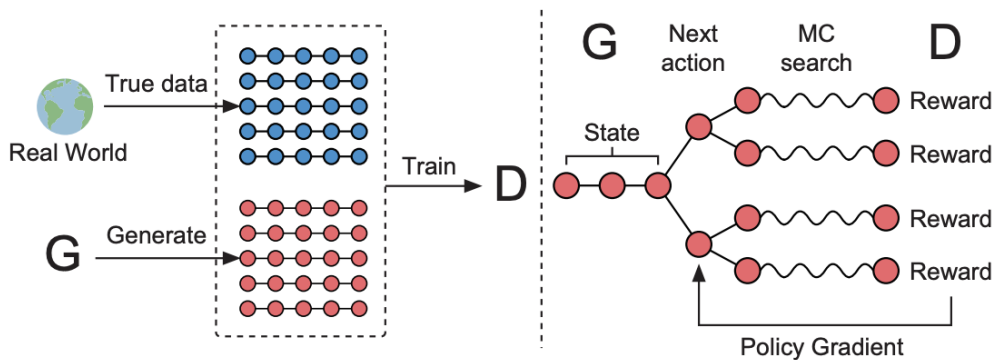 True data
Real World
G
Generate
Train
D
G
Next
action
MC
search
D
State
Reward
Reward
Reward
Reward
Policy Gradient